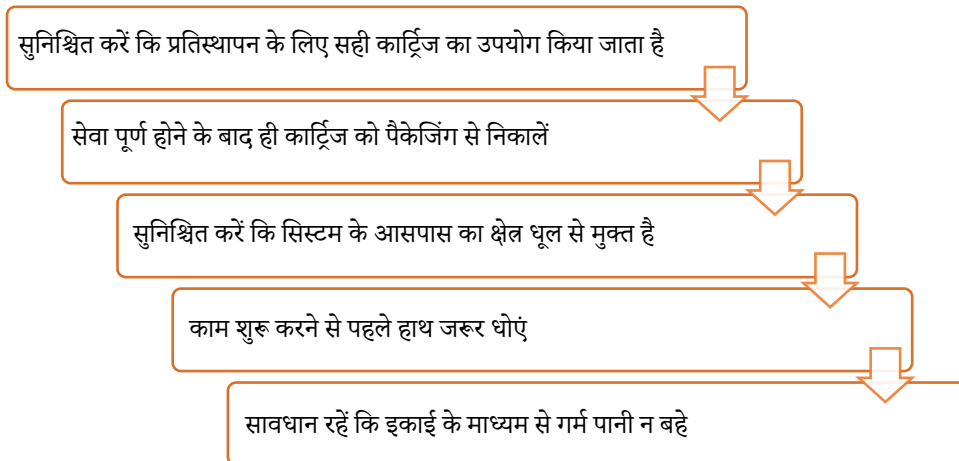 सुनिश्चित करें कि प्रतिस्थापन के लिए सही कार्ट्रिज का उपयोग किया जाता है
सेवा पूर्ण होने के बाद ही कार्ट्रिज को पैकेजिंग से निकालें
सुनिश्चित करें कि सिस्टम के आसपास का क्षेत्र धूल से मुक्त है
काम शुरू करने से पहले हाथ जरूर धोएं
सावधान रहें कि इकाई के माध्यम से गर्म पानी न बहे